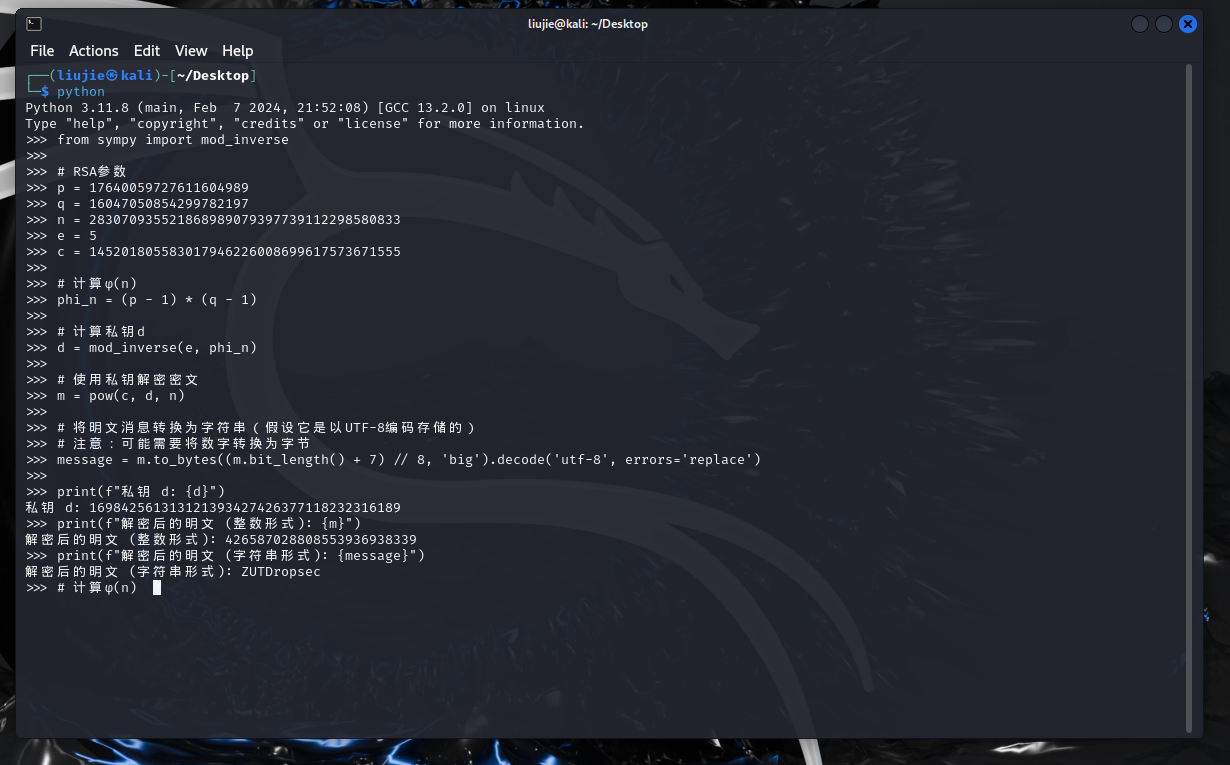 liujie@kali: ~/Desktop
File Actions Edit View Help
┌──(liujie㉿kali)-[~/Desktop]
└─$ python
Python 3.11.8 (main, Feb  7 2024, 21:52:08) [GCC 13.2.0] on linux
Type "help", "copyright", "credits" or "license" for more information.
>>> from sympy import mod_inverse
>>>
>>> # RSA参数
>>> p = 17640059727611604989
>>> q = 16047050854299782197
>>> n = 283070935521868989079397739112298580833
>>> e = 5
>>> c = 145201805583017946226008699617573671555
>>>
>>> # 计算φ(n)
>>> phi_n = (p - 1) * (q - 1)
>>>
>>> # 计算私钥d
>>> d = mod_inverse(e, phi_n)
>>>
>>> # 使用私钥解密密文
>>> m = pow(c, d, n)
>>>
>>> # 将明文消息转换为字符串（假设它是以UTF-8编码存储的）
>>> # 注意：可能需要将数字转换为字节
>>> message = m.to_bytes((m.bit_length() + 7) // 8, 'big').decode('utf-8', errors='replace')
>>>
>>> print(f"私钥 d: {d}")
私钥 d: 169842561313121393427426377118232316189
>>> print(f"解密后的明文 (整数形式): {m}")
解密后的明文 (整数形式): 426587028808553936938339
>>> print(f"解密后的明文 (字符串形式): {message}")
解密后的明文 (字符串形式): ZUTDropsec
>>> # 计算φ(n)